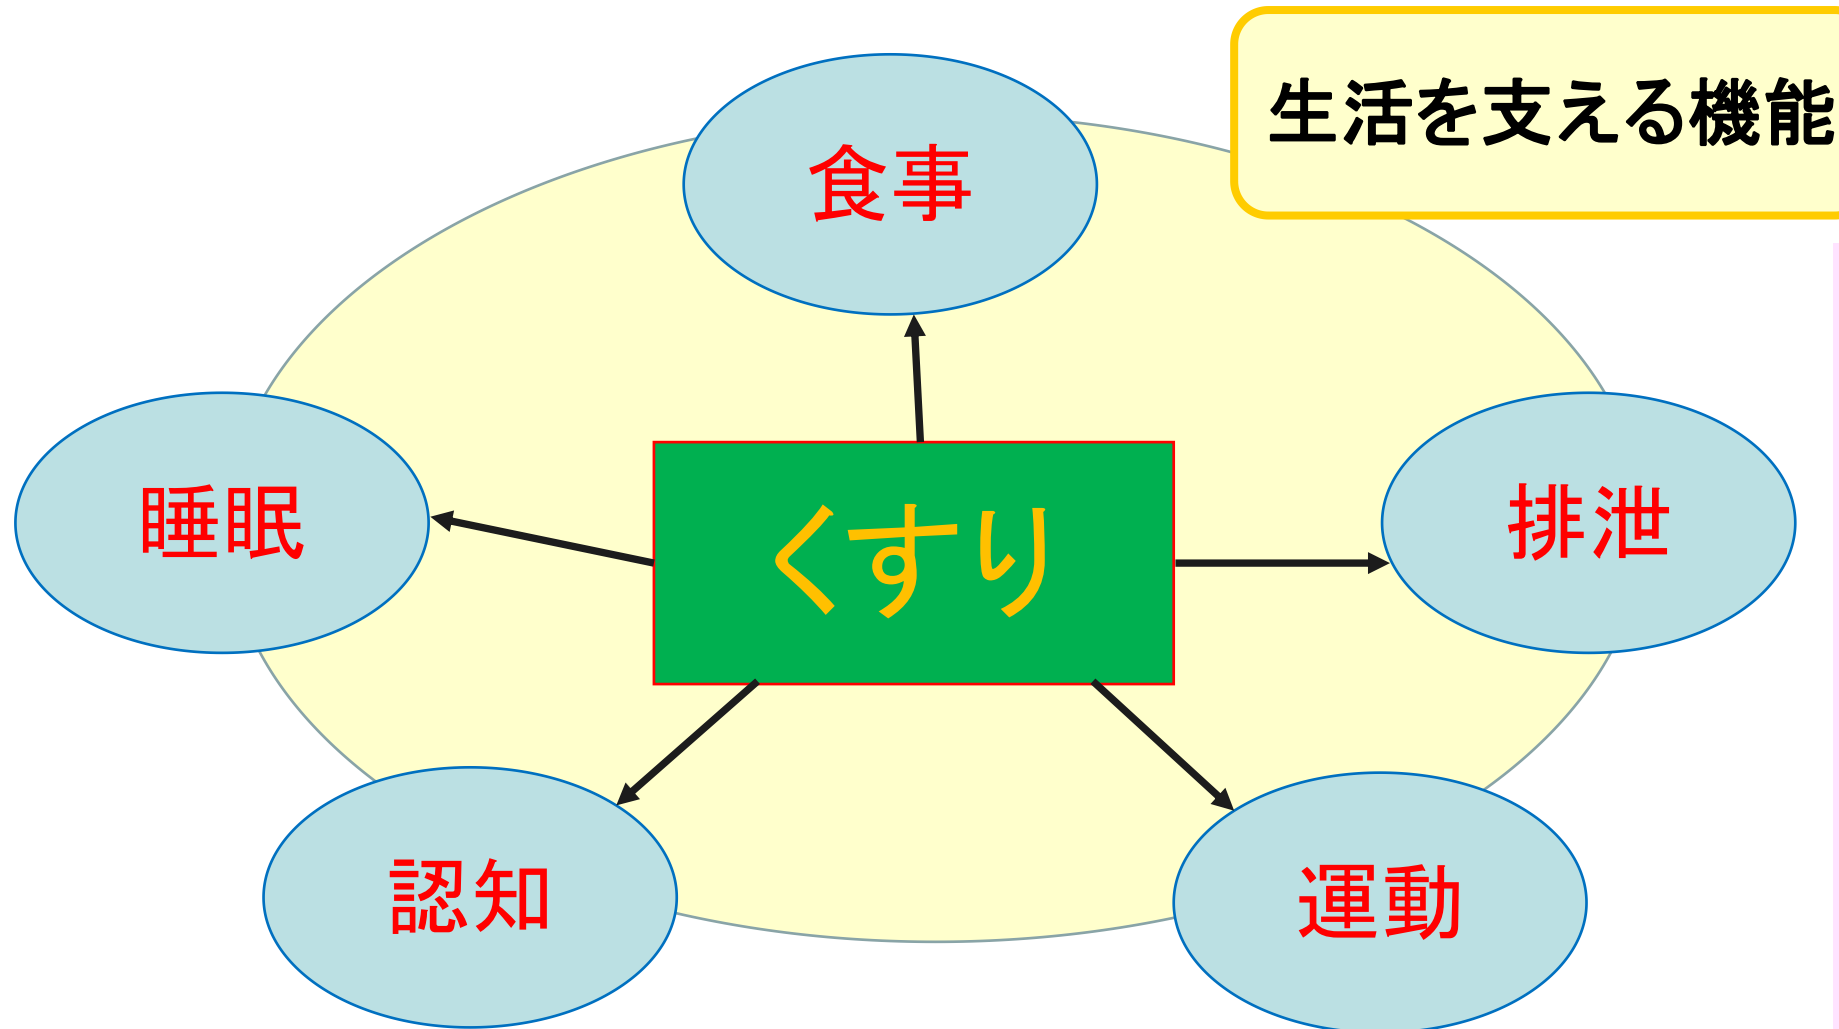 生活を支える機能
食事
睡眠
くすり
排泄
認知
運動